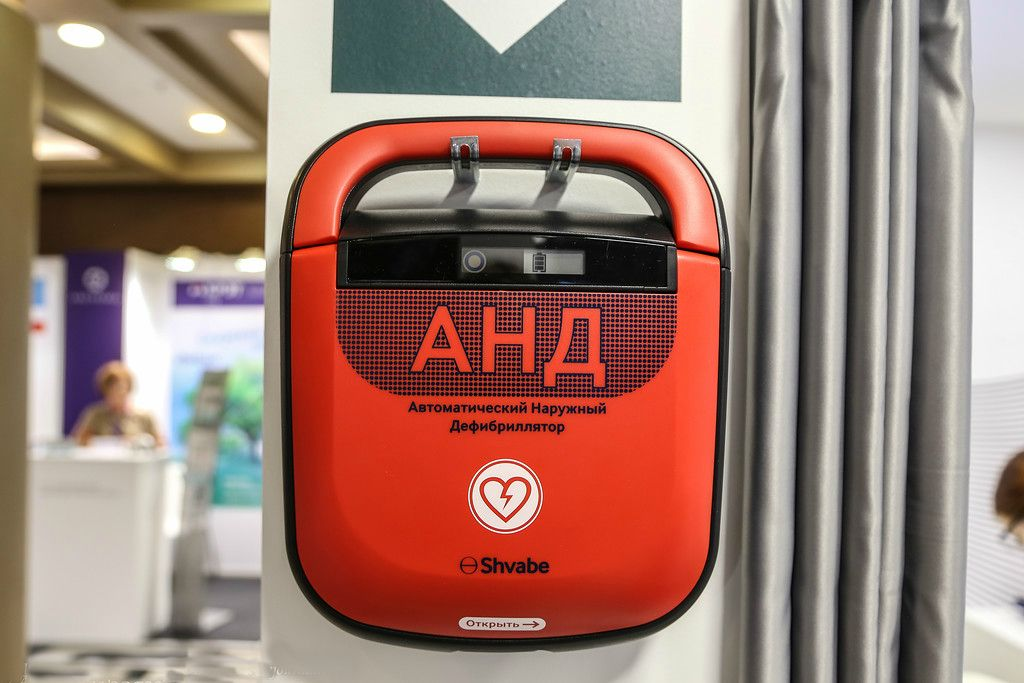 АНД
Автоматический Наружный
Дефибриллятор
Shvabe
Открыть →